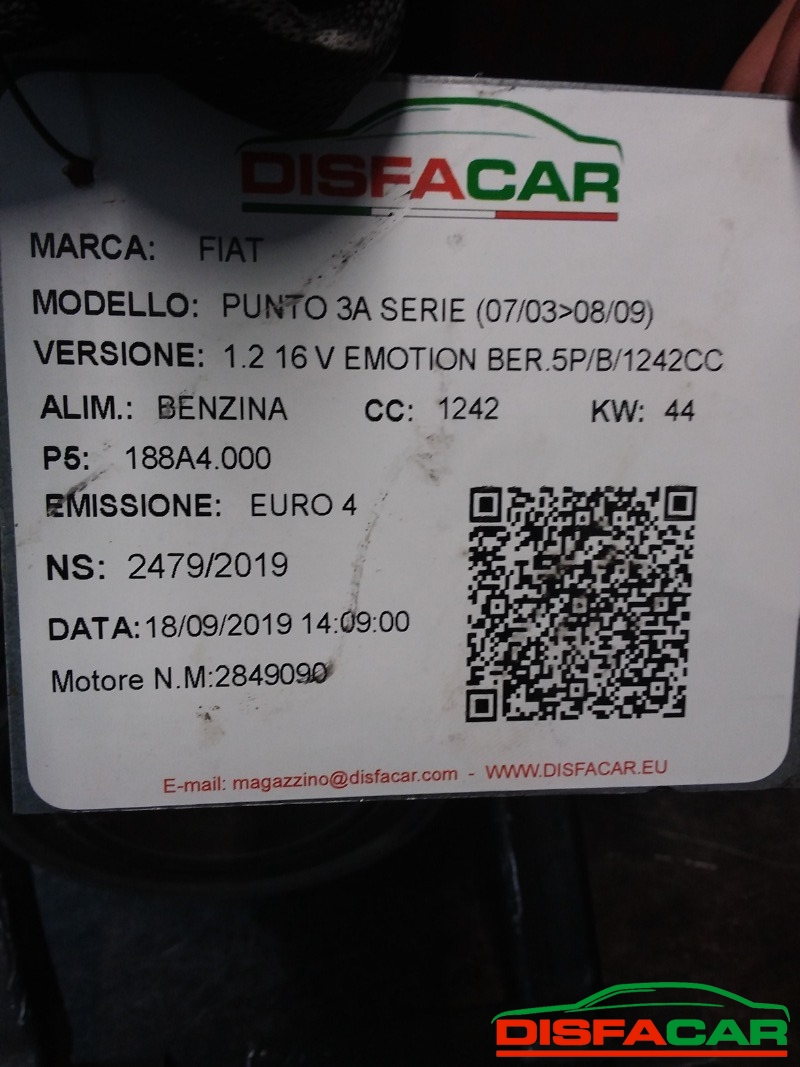 DISFACAR
MARCA: FIAT
MODELLO: PUNTO 3A SERIE (07/03>08/09)
VERSIONE: 1.2 16 V EMOTION BER.5P/B/1242CC
ALIM.: BENZINA CC: 1242 KW: 44
P5: 188A4.000
EMISSIONE: EURO 4
NS: 2479/2019
DATA:18/09/2019 14:09:00
Motore N.M:2849090
E-mail: magazzino@disfacar.com - WWW.DISFACAR.EU
DISFACAR